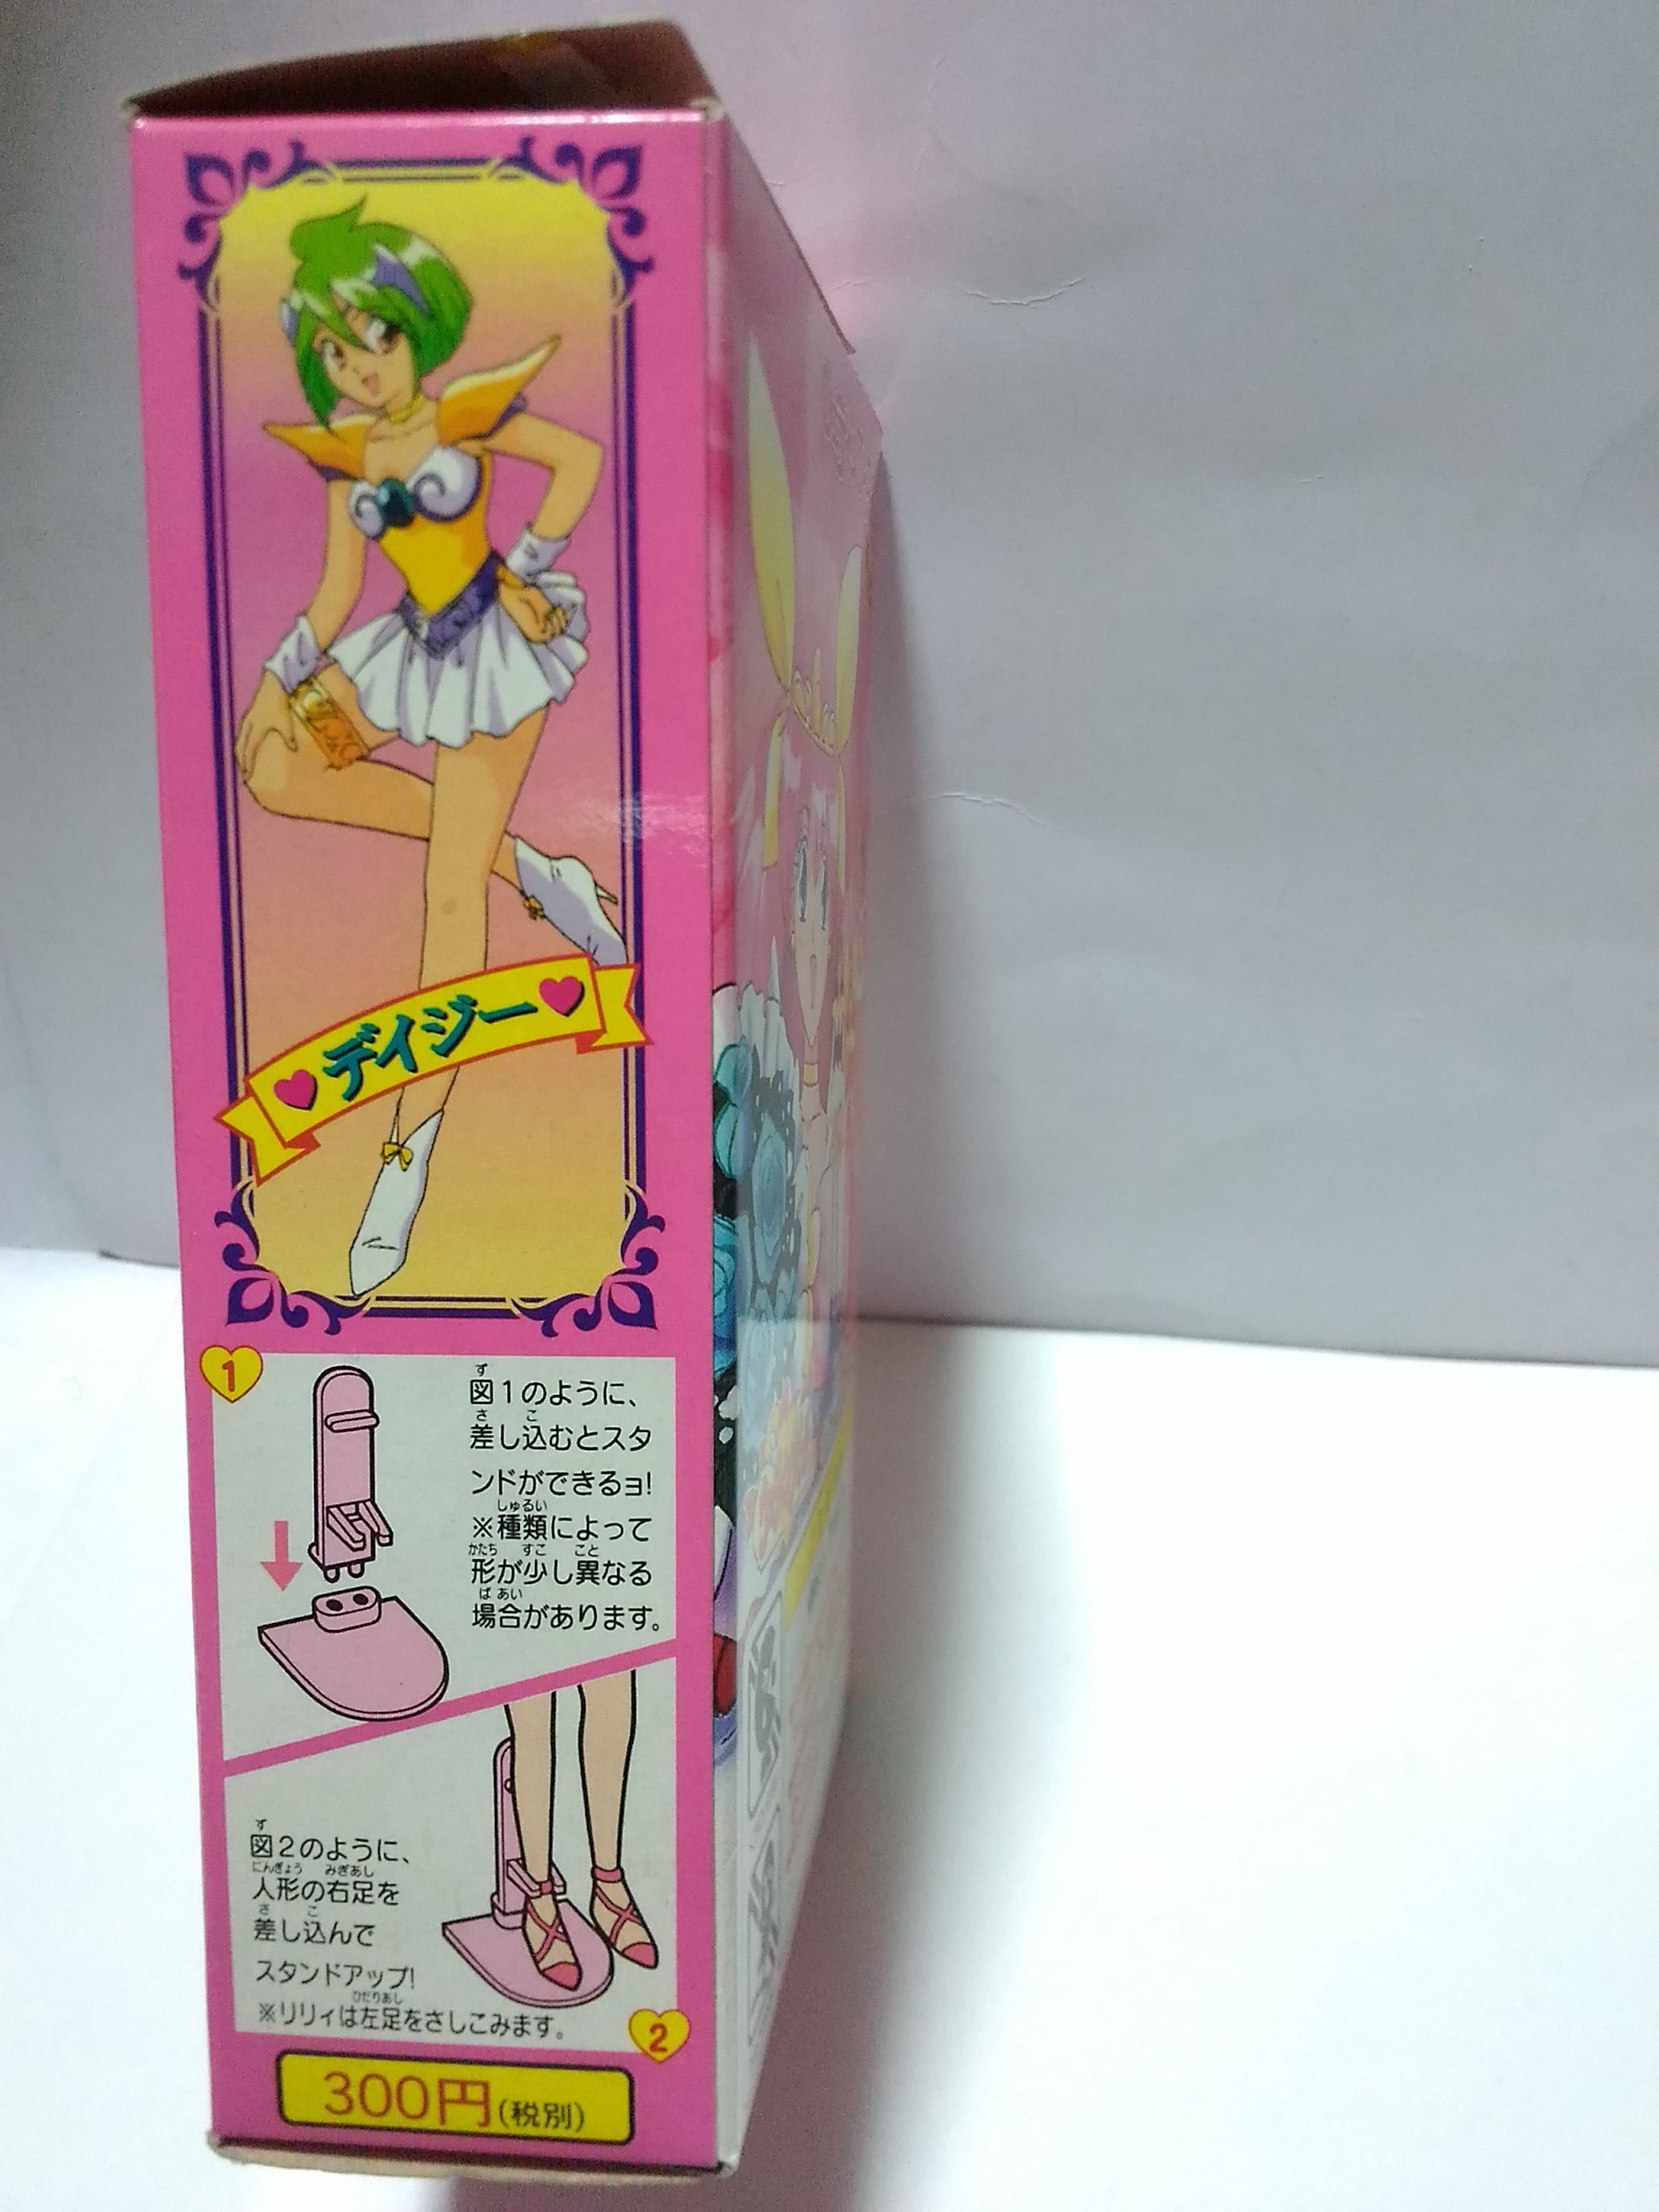 デイジー
1
図1のように、
差し込むとスタ
ンドができるョ!
※種類によって
形が少し異なる
場合があります。
図2のように、
人形の右足を
差し込んで
スタンドアップ!
※リリィは左足をさしこみます。
2
300円(税別)